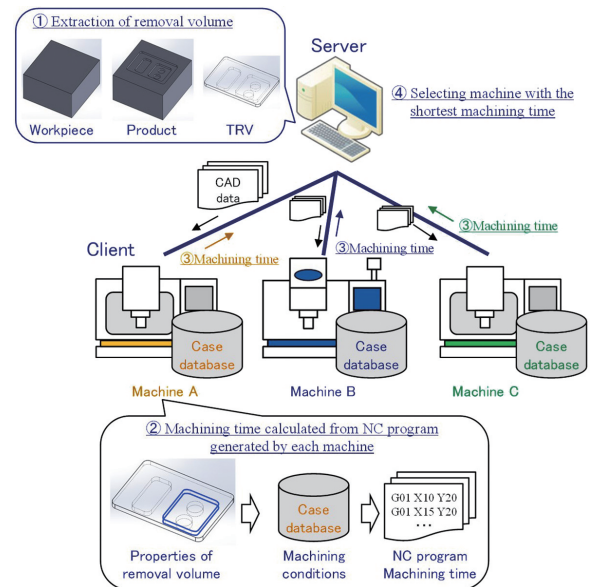 ① Extraction of removal volume
Workpiece
Product
TRV
Server
④ Selecting machine with the
shortest machining time
CAD
data
Client
③Machining time
③Machining time
③Machining time
Case
database
Case
database
Case
database
Machine A
Machine B
Machine C
② Machining time calculated from NC program
generated by each machine
Case
database
G01 X10 Y20
G01 X15 Y20
...
Properties of
removal volume
Machining
conditions
NC program
Machining time